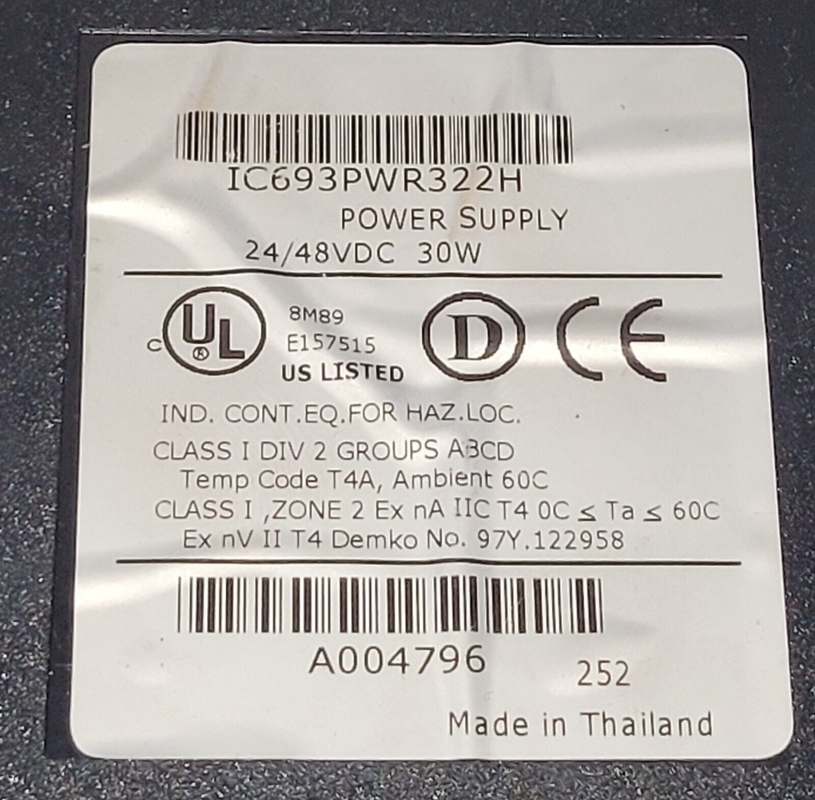 IC693PWR322H
POWER SUPPLY
24/48VDC 30W
C UL ® 8M89 E157515 US LISTED D CE
IND. CONT.EQ.FOR HAZ.LOC.
CLASS I DIV 2 GROUPS ABCD
Temp Code T4A, Ambient 60C
CLASS I ,ZONE 2 Ex nA IIC T4 0C ≤ Ta ≤ 60C
Ex nV II T4 Demko No. 97Y.122958
A004796
252
Made in Thailand